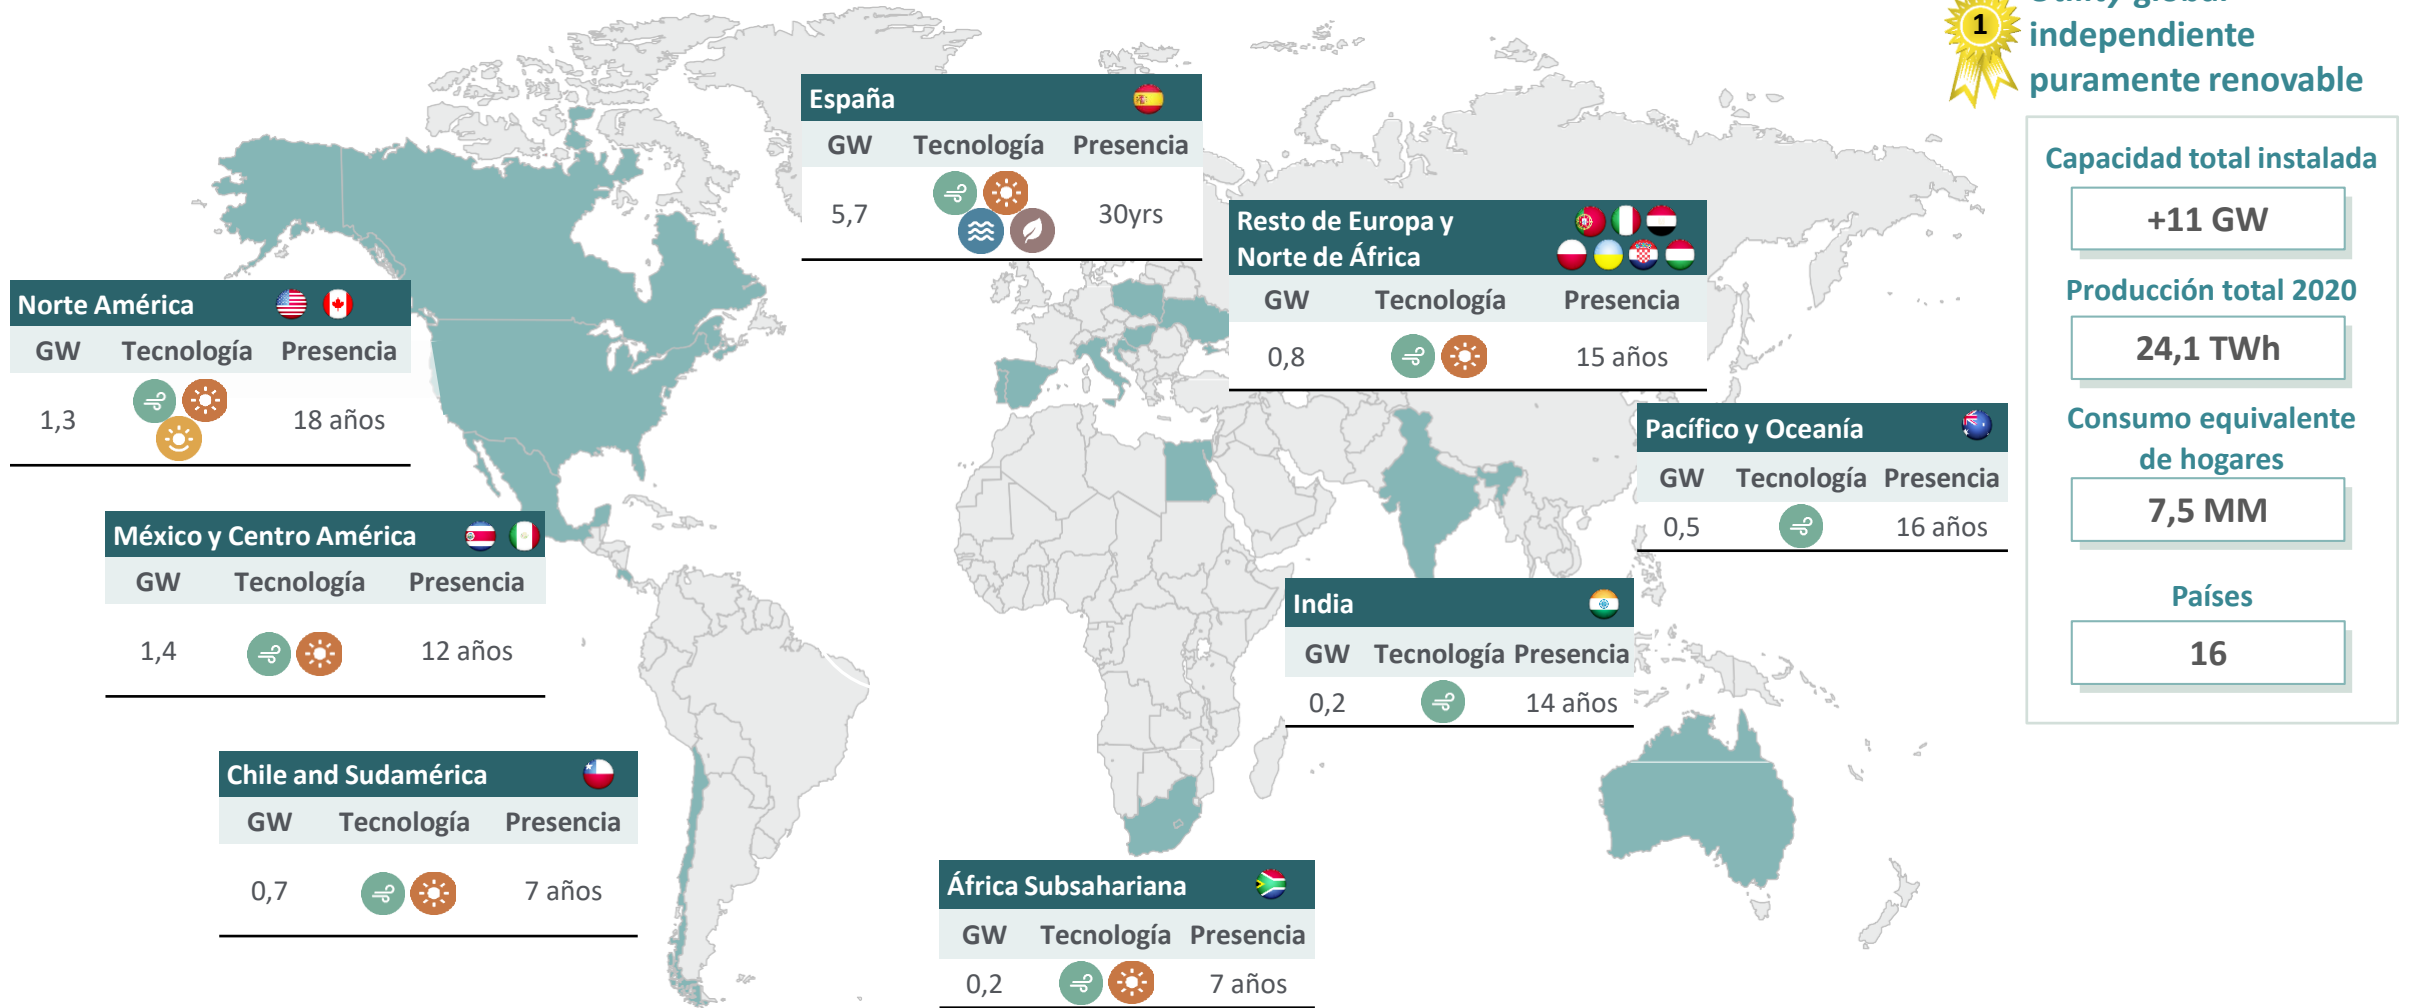 Utility global
1
independiente
puramente renovable
España
GW Tecnología Presencia
5,7 30yrs
Resto de Europa y
Norte de África
GW Tecnología Presencia
0,8 15 años
Norte América
GW Tecnología Presencia
1,3 18 años
Pacífico y Oceanía
GW Tecnología Presencia
0,5 16 años
México y Centro América
GW Tecnología Presencia
1,4 12 años
India
GW Tecnología Presencia
0,2 14 años
Chile and Sudamérica
GW Tecnología Presencia
0,7 7 años
África Subsahariana
GW Tecnología Presencia
0,2 7 años
Capacidad total instalada
+11 GW
Producción total 2020
24,1 TWh
Consumo equivalente
de hogares
7,5 MM
Países
16